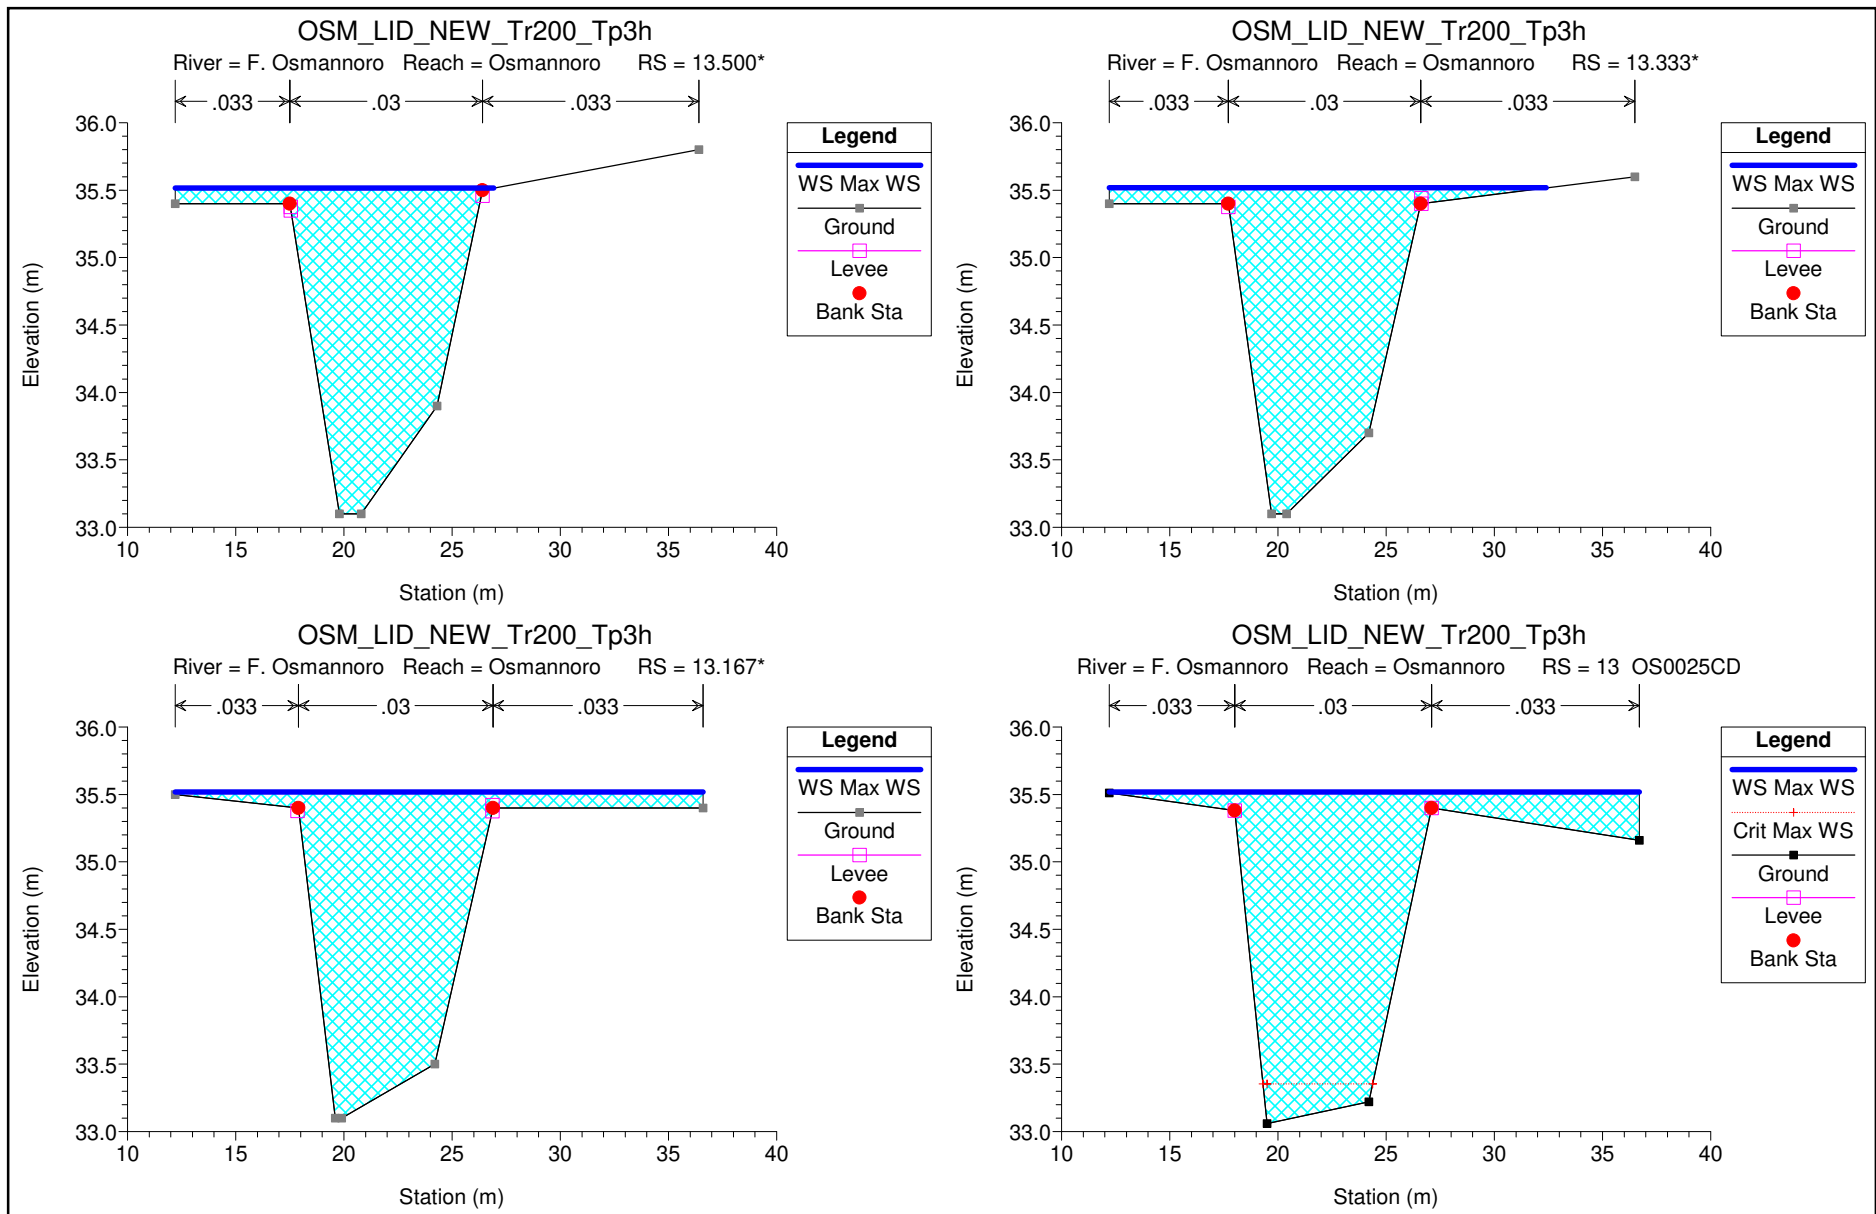 OSM_LID_NEW_Tr200_Tp3h
River = F. Osmannoro Reach = Osmannoro RS = 13.500*
.033 .03 .033
36.0
35.5
35.0
34.5
34.0
33.5
33.0
10 15 20 25 30 35 40
Station (m)
Elevation (m)
Legend
WS Max WS
Ground
Levee
Bank Sta
OSM_LID_NEW_Tr200_Tp3h
River = F. Osmannoro Reach = Osmannoro RS = 13.333*
.033 .03 .033
36.0
35.5
35.0
34.5
34.0
33.5
33.0
10 15 20 25 30 35 40
Station (m)
Elevation (m)
Legend
WS Max WS
Ground
Levee
Bank Sta
OSM_LID_NEW_Tr200_Tp3h
River = F. Osmannoro Reach = Osmannoro RS = 13.167*
.033 .03 .033
36.0
35.5
35.0
34.5
34.0
33.5
33.0
10 15 20 25 30 35 40
Station (m)
Elevation (m)
Legend
WS Max WS
Ground
Levee
Bank Sta
OSM_LID_NEW_Tr200_Tp3h
River = F. Osmannoro Reach = Osmannoro RS = 13 OS0025CD
.033 .03 .033
36.0
35.5
35.0
34.5
34.0
33.5
33.0
10 15 20 25 30 35 40
Station (m)
Elevation (m)
Legend
WS Max WS
Crit Max WS
Ground
Levee
Bank Sta